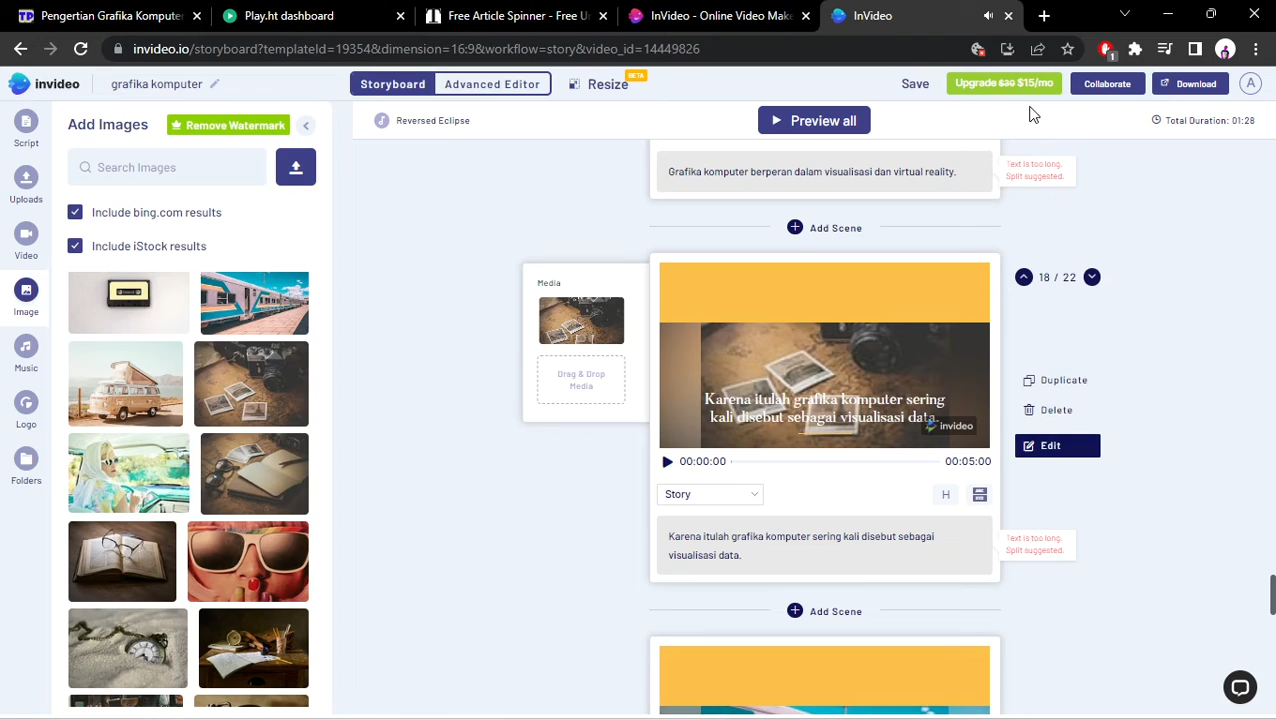 Pengertian Grafika Komputer
Play.ht dashboard
Free Article Spinner - Free Ur
InVideo - Online Video Make
InVideo
invideo.io/storyboard?templateId=19354&dimension=16:9&workflow=story&video_id=14449826
1
invideo
grafika komputer
Storyboard
Advanced Editor
Resize
BETA
Save
Upgrade $30 $15/mo
Collaborate
Download
A
Script
Uploads
Video
Image
Music
Logo
Folders
Add Images
Remove Watermark
Search Images
Include bing.com results
Include iStock results
Reversed Eclipse
Preview all
Total Duration: 01:28
Grafika komputer berperan dalam visualisasi dan virtual reality.
Text is too long.
Split suggested.
Add Scene
Media
Drag & Drop
Media
Karena itulah grafika komputer sering
kali disebut sebagai visualisasi data.
invideo
18 / 22
Duplicate
Delete
Edit
00:00:00
00:05:00
Story
H
Karena itulah grafika komputer sering kali disebut sebagai
visualisasi data.
Text is too long.
Split suggested.
Add Scene